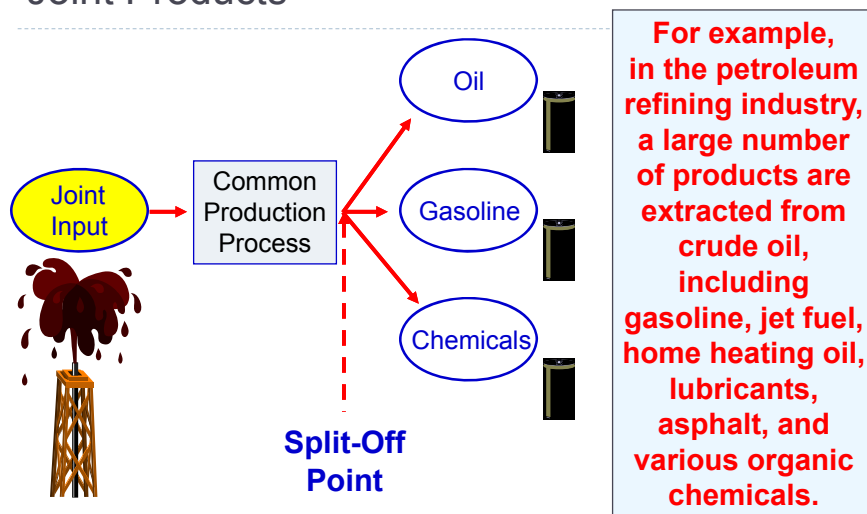 Joint Products
Oil
Joint
Input
Common
Production
Process
Gasoline
Chemicals
Split-Off
Point
For example,
in the petroleum
refining industry,
a large number
of products are
extracted from
crude oil,
including
gasoline, jet fuel,
home heating oil,
lubricants,
asphalt, and
various organic
chemicals.